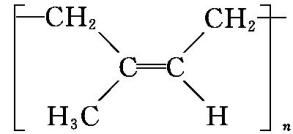 CH₂ CH₂
C=C
H₃C H
n